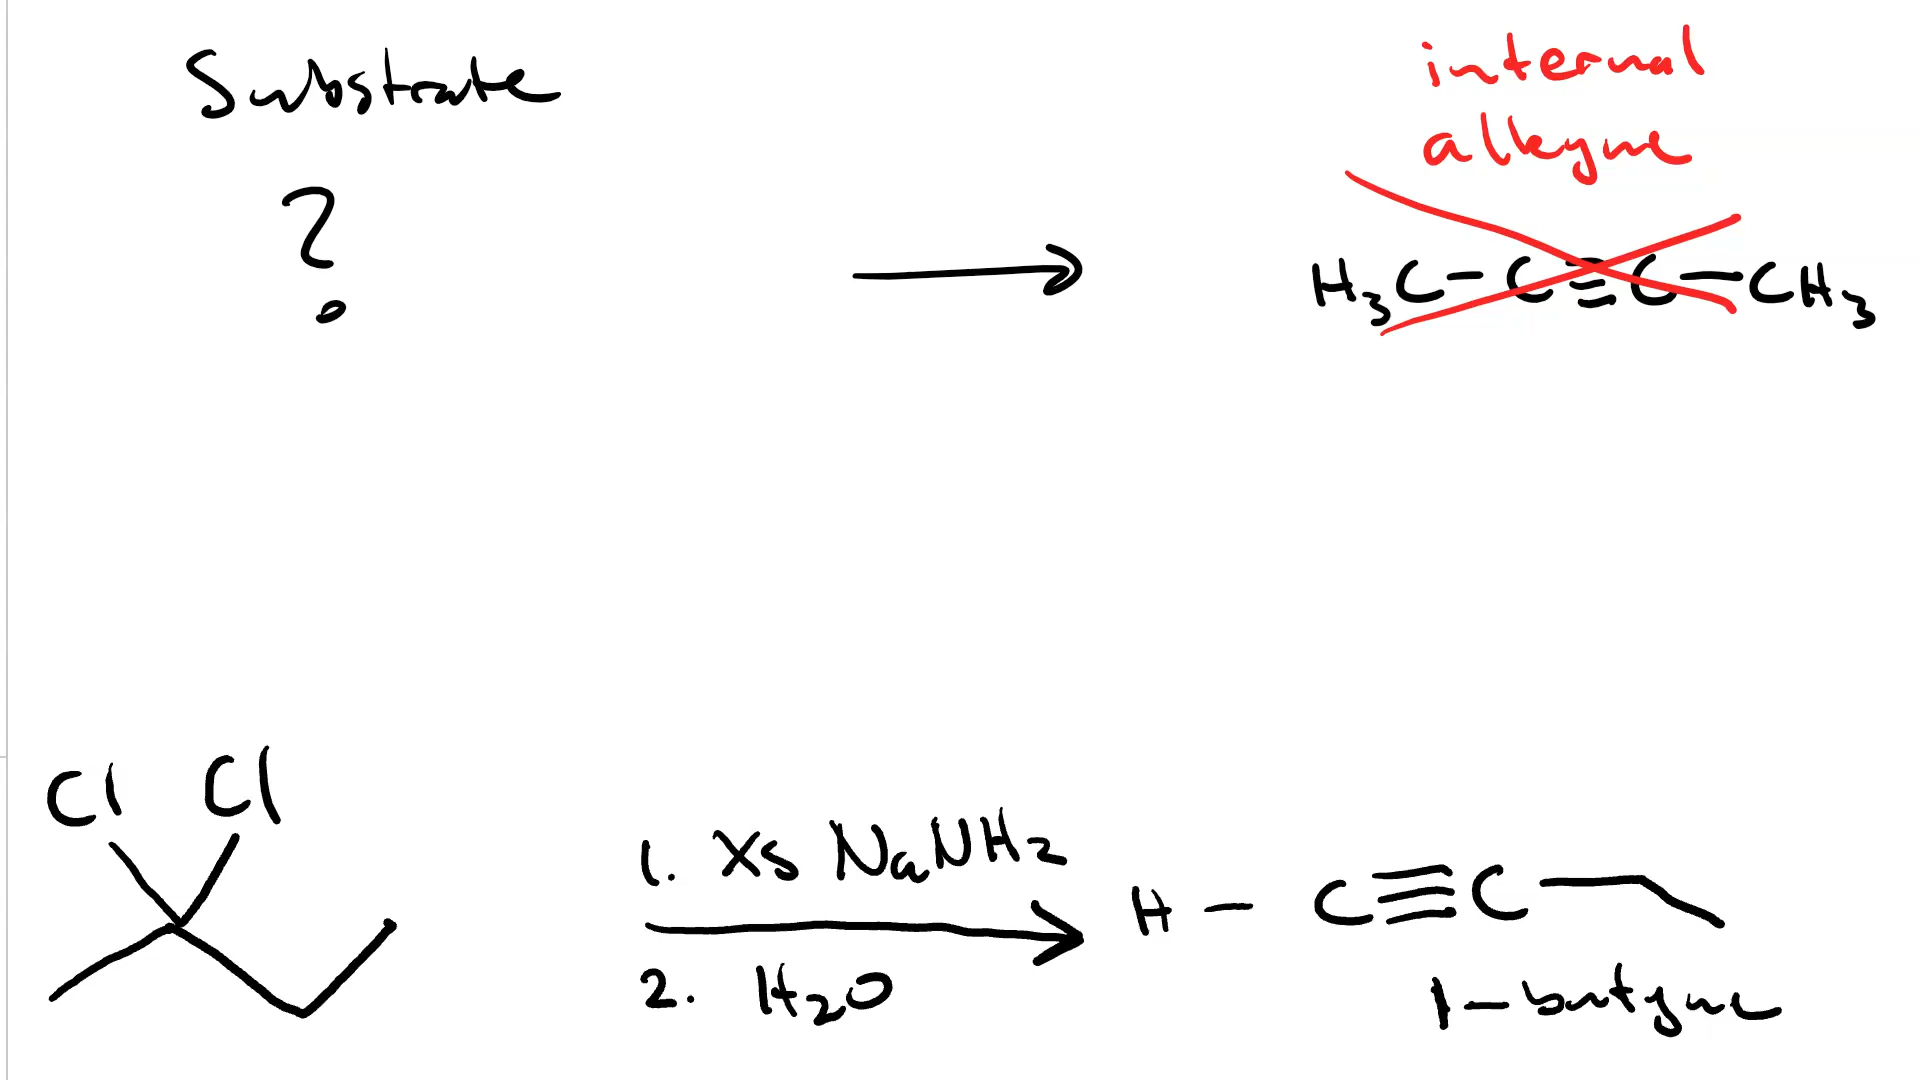 Substrate
?
internal
alkyne
H3C-C≡C-CH3
Cl Cl
1. Xs NaNH2
2. H2O
H-C≡C
1-butyne